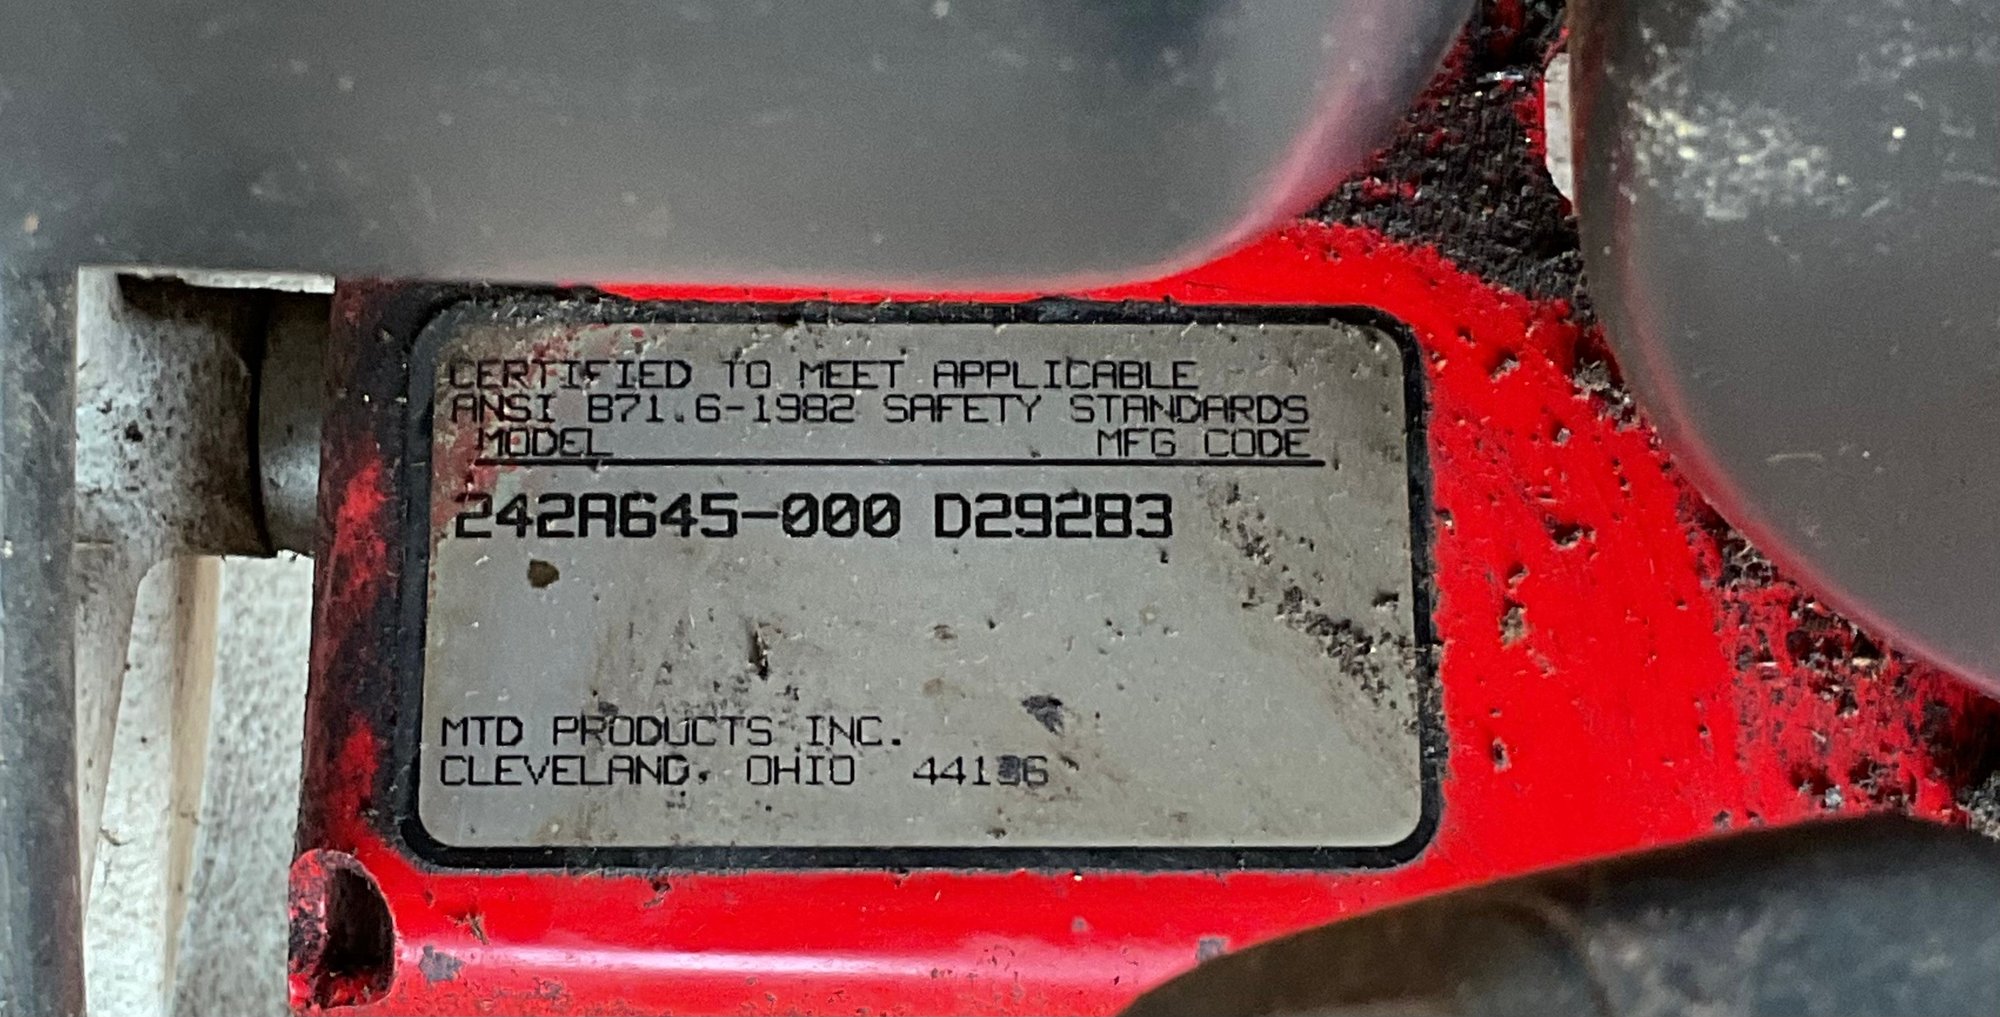 CERTIFIED TO MEET APPLICABLE
ANSI B71.6-1982 SAFETY STANDARDS
MODEL MFG CODE
242A645-000 D292B3
MTD PRODUCTS INC.
CLEVELAND, OHIO 44136